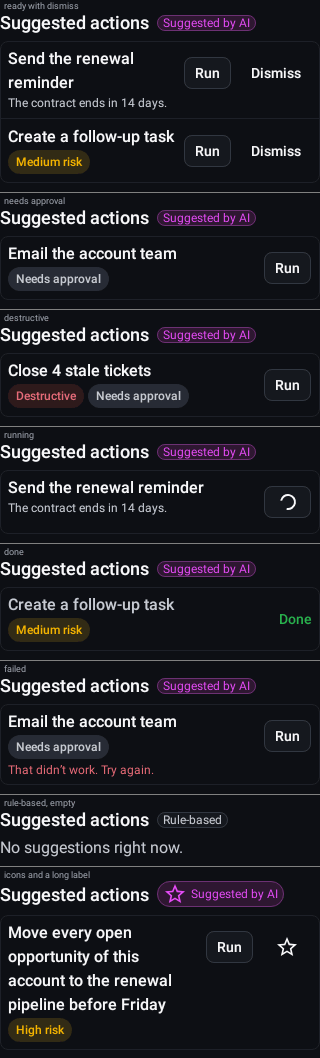 ready with dismiss
Suggested actions Suggested by AI
Send the renewal
reminder
The contract ends in 14 days.
Run Dismiss
Create a follow-up task
Medium risk
Run Dismiss
needs approval
Suggested actions Suggested by AI
Email the account team
Needs approval
Run
destructive
Suggested actions Suggested by AI
Close 4 stale tickets
Destructive Needs approval
Run
running
Suggested actions Suggested by AI
Send the renewal reminder
The contract ends in 14 days.
done
Suggested actions Suggested by AI
Create a follow-up task
Medium risk
Done
failed
Suggested actions Suggested by AI
Email the account team
Needs approval
That didn’t work. Try again.
Run
rule-based, empty
Suggested actions Rule-based
No suggestions right now.
icons and a long label
Suggested actions Suggested by AI
Move every open
opportunity of this
account to the renewal
pipeline before Friday
High risk
Run